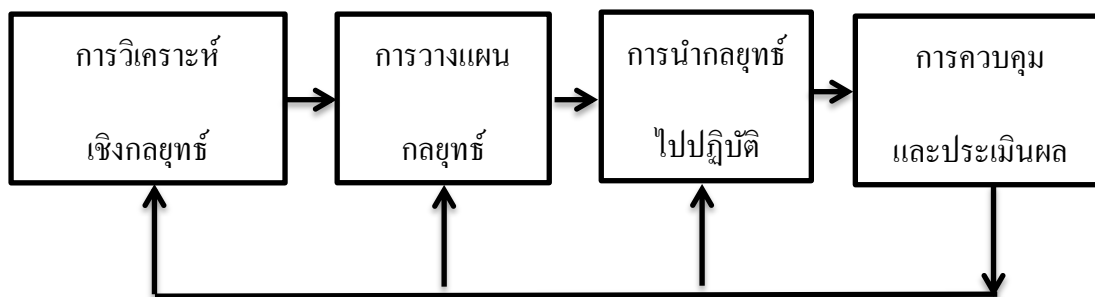 การวิเคราะห์
เชิงกลยุทธ์
การวางแผน
กลยุทธ์
การนำกลยุทธ์
ไปปฏิบัติ
การควบคุม
และประเมินผล